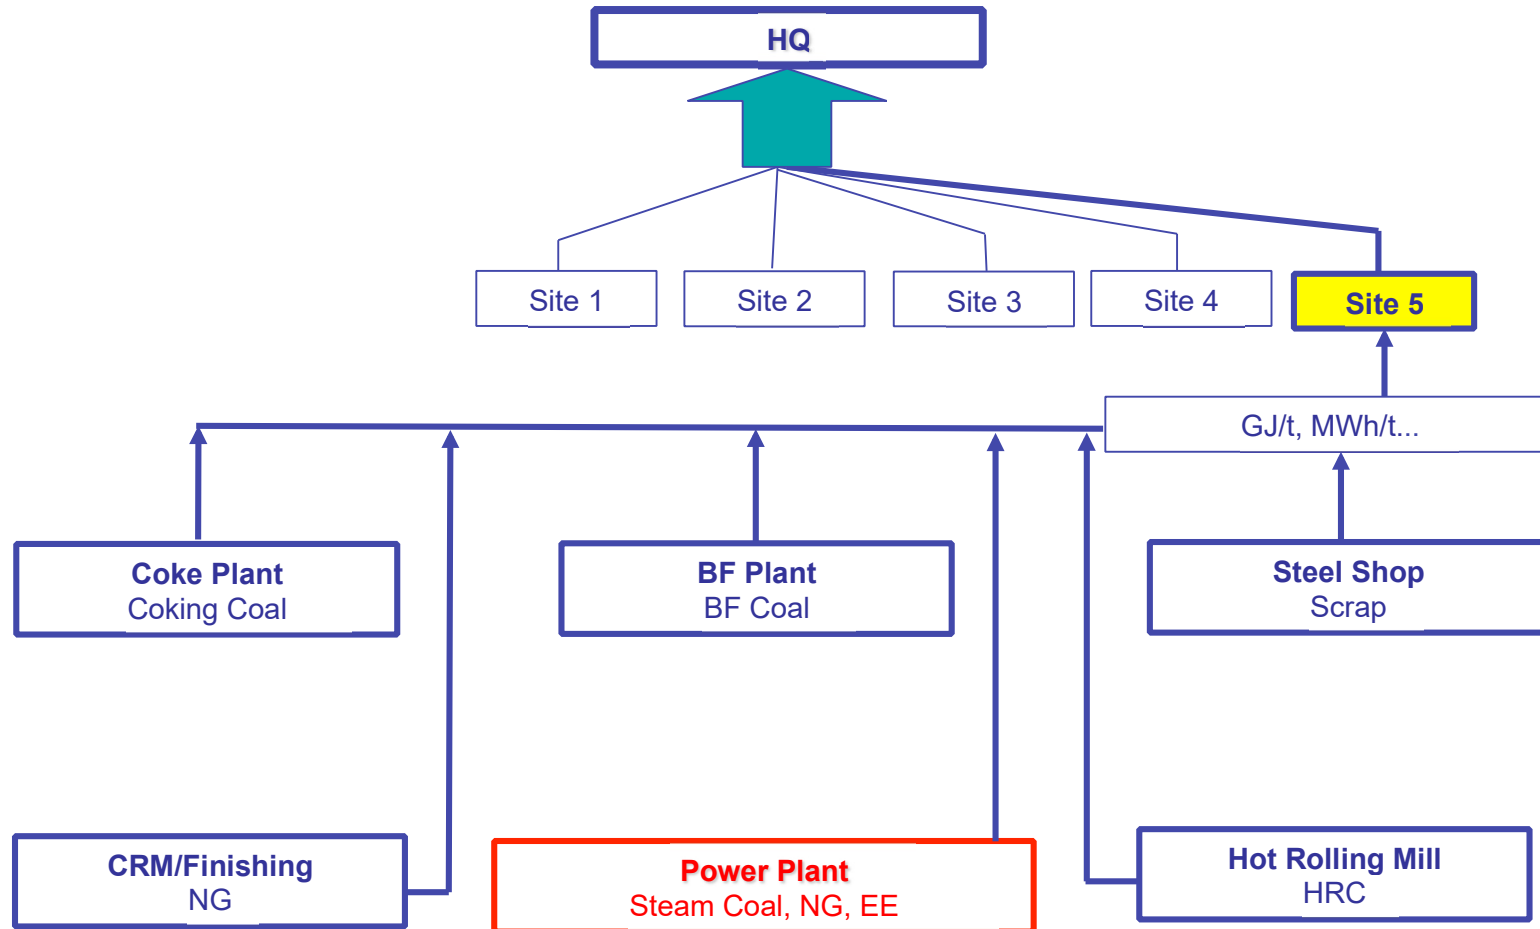 HQ
Site 1
Site 2
Site 3
Site 4
Site 5
GJ/t, MWh/t...
Coke Plant
Coking Coal
BF Plant
BF Coal
Steel Shop
Scrap
CRM/Finishing
NG
Power Plant
Steam Coal, NG, EE
Hot Rolling Mill
HRC